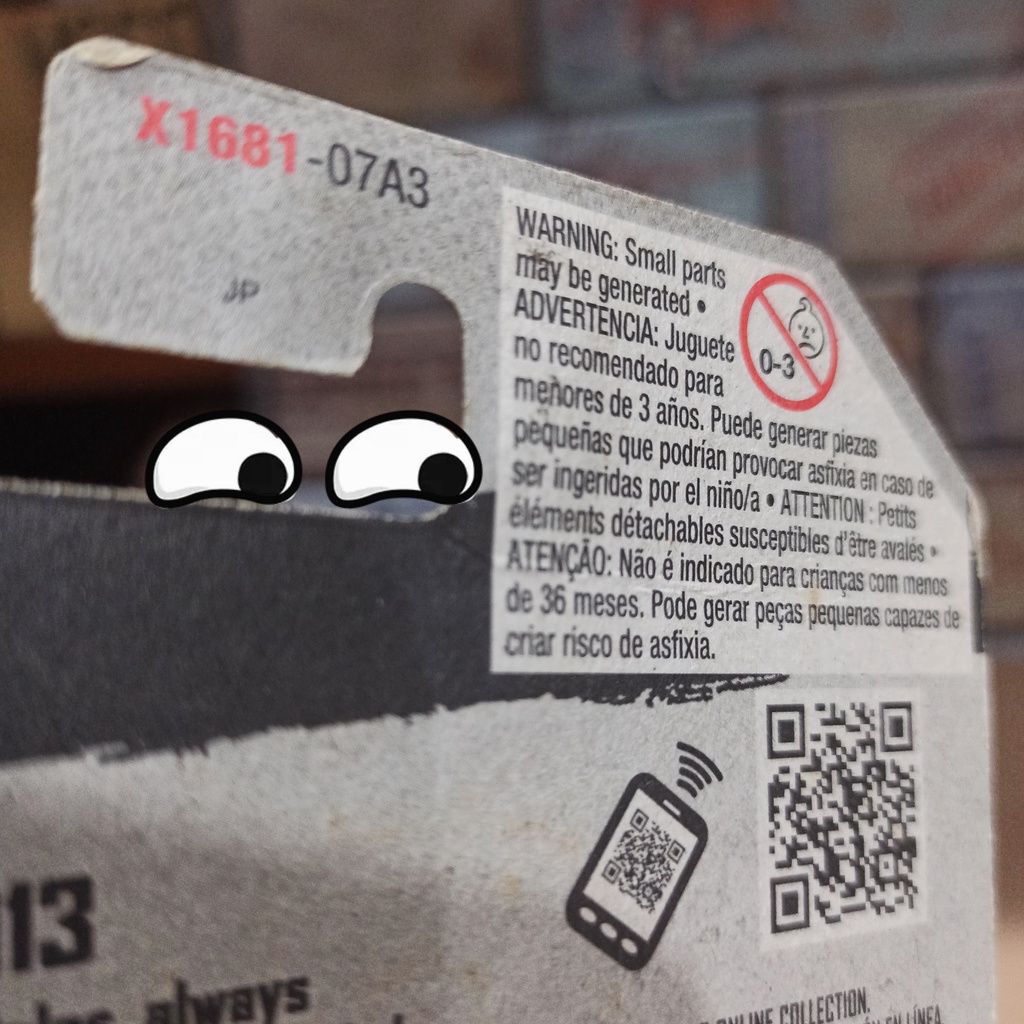 X1681-07A3
JP
WARNING: Small parts
may be generated •
ADVERTENCIA: Juguete
no recomendado para
menores de 3 años. Puede generar piezas
pequeñas que podrían provocar asfixia en caso de
ser ingeridas por el niño/a • ATTENTION : Petits
éléments détachables susceptibles d'être avalés •
ATENÇÃO: Não é indicado para crianças com menos
de 36 meses. Pode gerar peças pequenas capazes de
criar risco de asfixia.
0-3
13
always
ONLINE COLLECTION.
EN LÍNEA